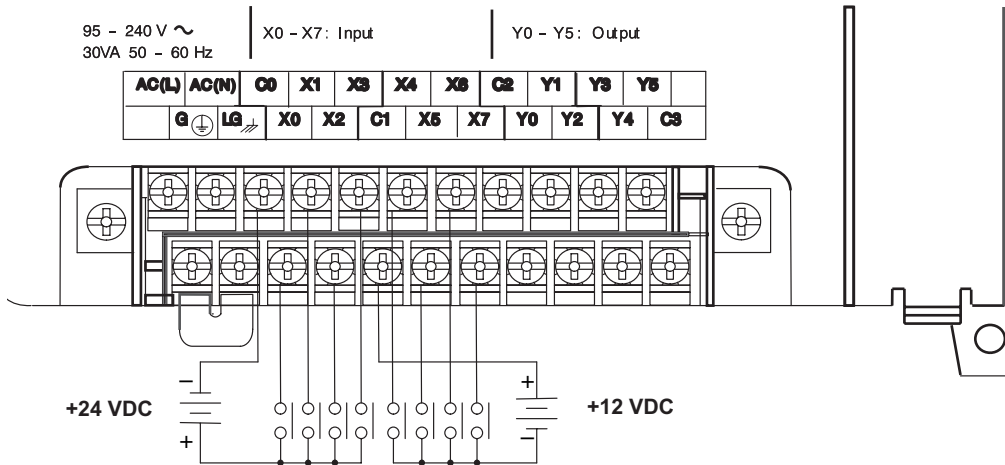 95 - 240 V ∼
30VA 50 - 60 Hz
X0 - X7: Input
Y0 - Y5: Output
AC(L) AC(N) C0 X1 X3 X4 X6 C2 Y1 Y3 Y5
G LG X0 X2 C1 X5 X7 Y0 Y2 Y4 C3
−
+24 VDC
+
+
+12 VDC
−